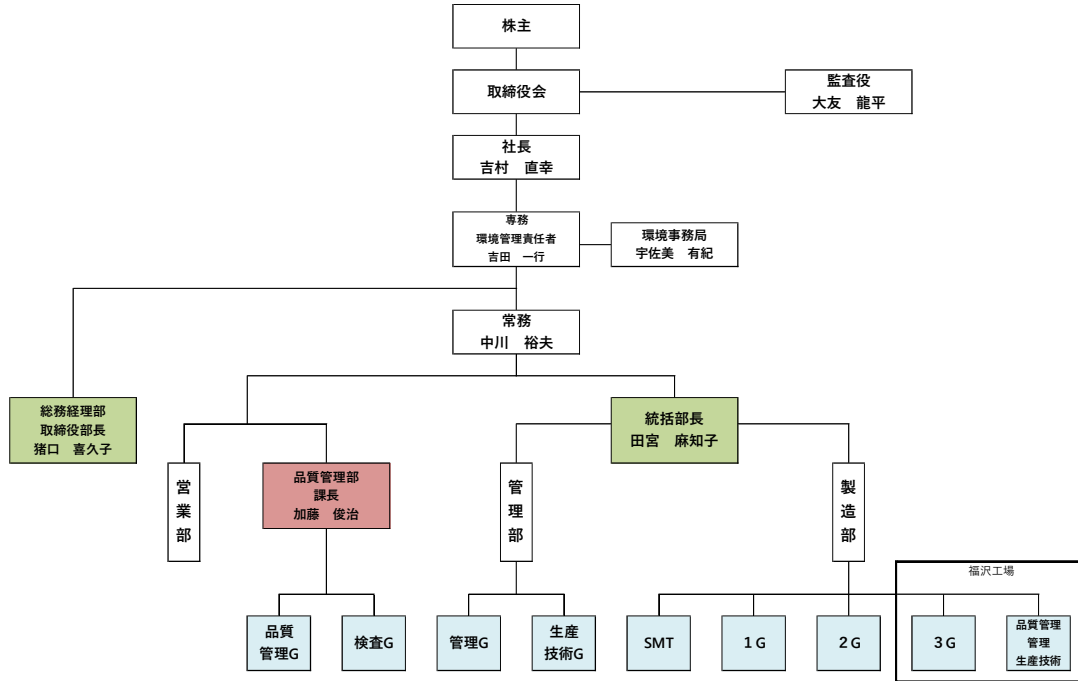 株主
取締役会
監査役
大友　龍平
社長
吉村　直幸
専務
環境管理責任者
吉田　一行
環境事務局
宇佐美　有紀
常務
中川　裕夫
総務経理部
取締役部長
猪口　喜久子
統括部長
田宮　麻知子
営業部
品質管理部
課長
加藤　俊治
管理部
製造部
福沢工場
品質
管理G
検査G
管理G
生産
技術G
SMT
1G
2G
3G
品質管理
管理
生産技術